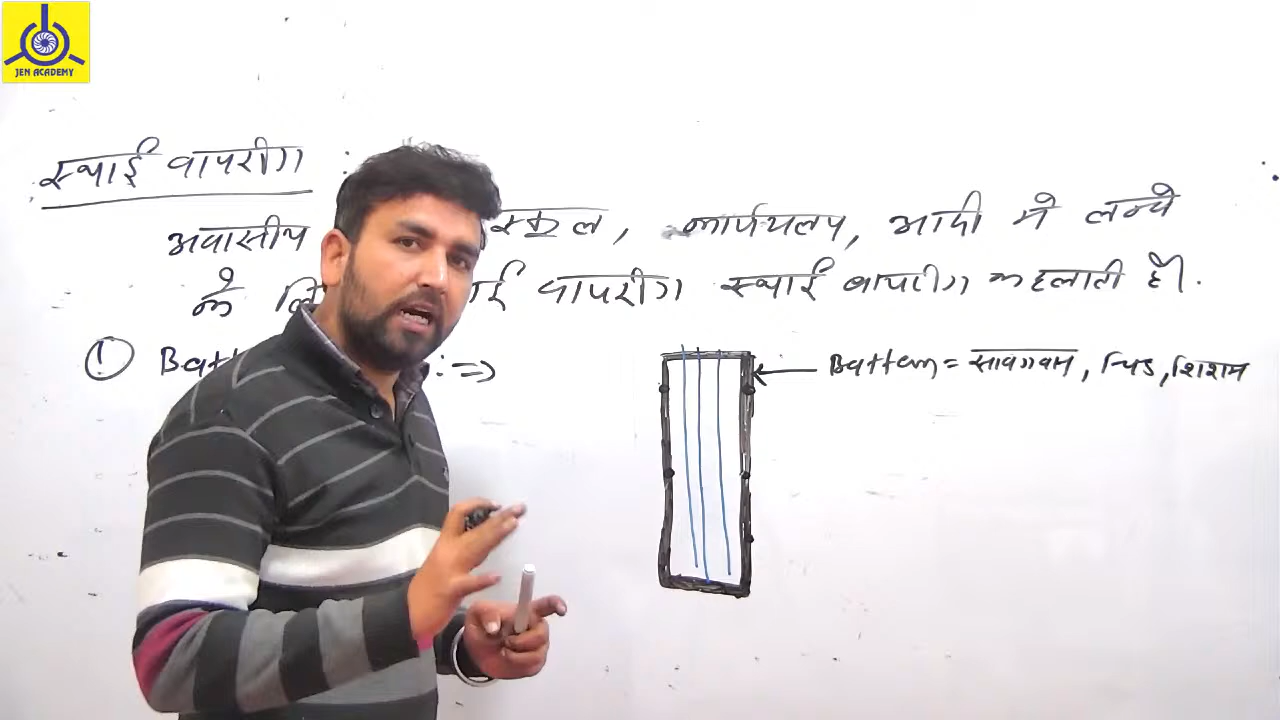 JEN ACADEMY
स्थाई वायरींग :
अवासीय स्कूल, कार्यालय, आदी मे लम्बे
के वायरींग स्थाई वायरींग कहलाती है।
① Batt :⇒
Batten = सागवान, चिड, शिशम